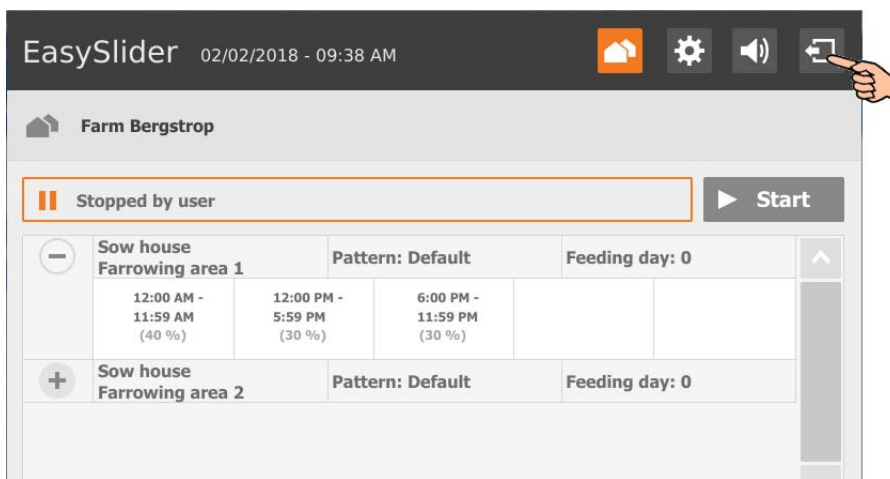 EasySlider 02/02/2018 - 09:38 AM
Farm Bergstrop
Stopped by user
Start
Sow house
Farrowing area 1
Pattern: Default
Feeding day: 0
12:00 AM -
11:59 AM
(40 %)
12:00 PM -
5:59 PM
(30 %)
6:00 PM -
11:59 PM
(30 %)
Sow house
Farrowing area 2
Pattern: Default
Feeding day: 0